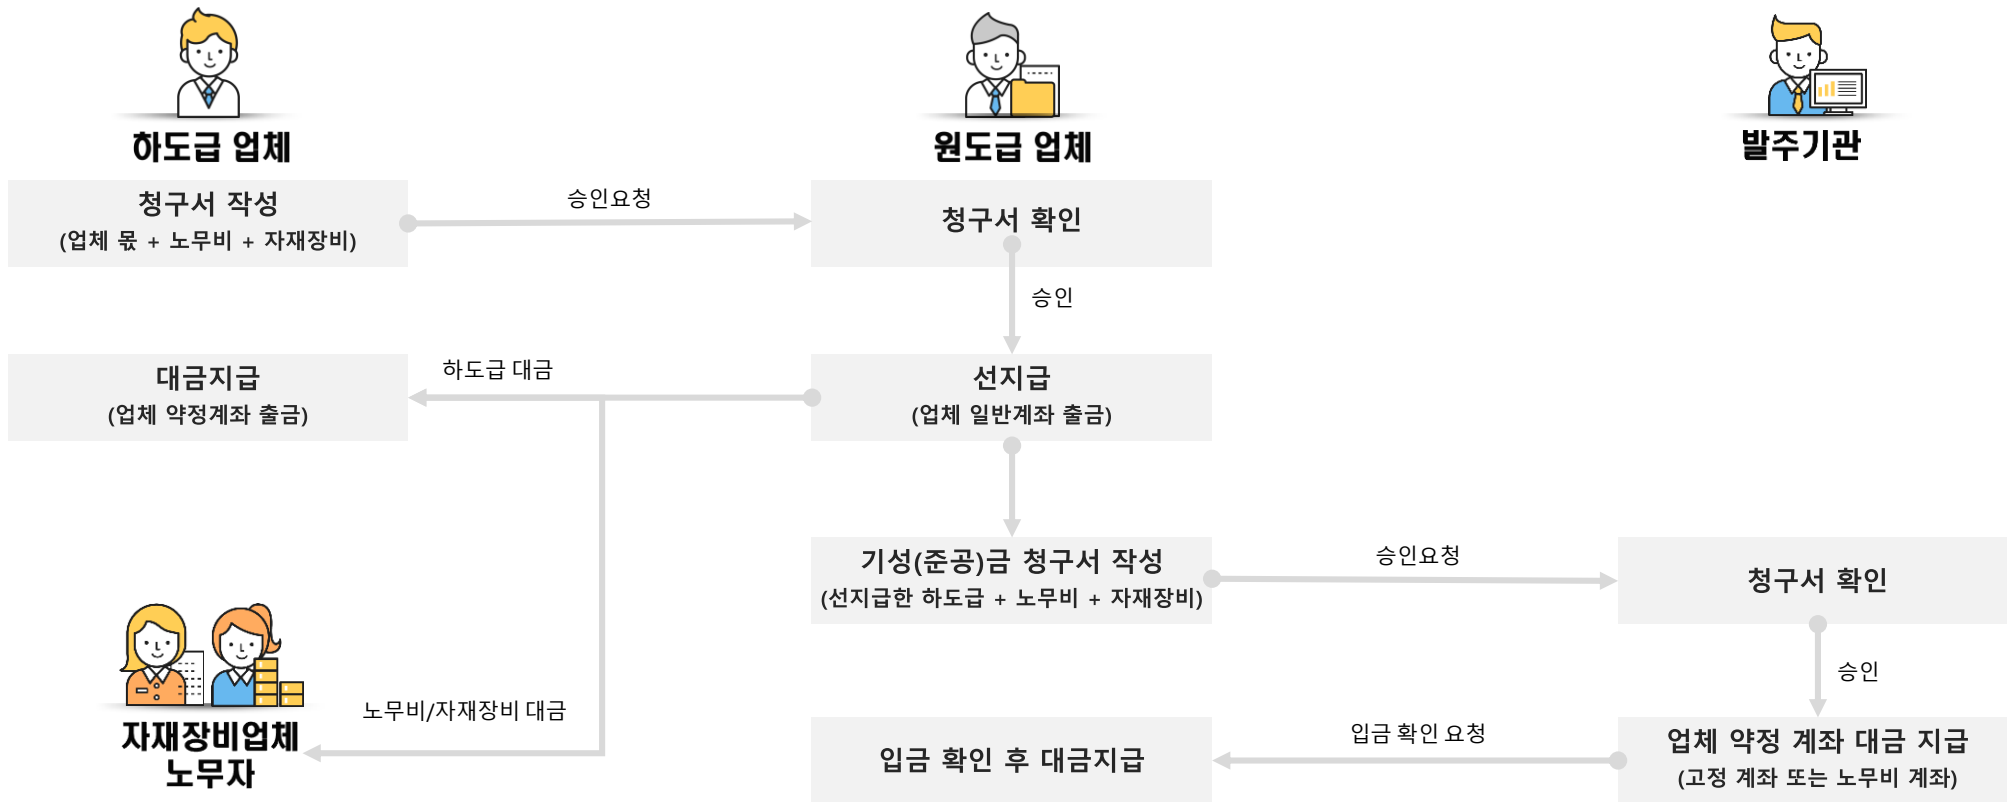 하도급 업체
원도급 업체
발주기관
청구서 작성
(업체 몫 + 노무비 + 자재장비)
승인요청
청구서 확인
승인
대금지급
(업체 약정계좌 출금)
하도급 대금
선지급
(업체 일반계좌 출금)
기성(준공)금 청구서 작성
(선지급한 하도급 + 노무비 + 자재장비)
승인요청
청구서 확인
승인
자재장비업체
노무자
노무비/자재장비 대금
입금 확인 후 대금지급
입금 확인 요청
업체 약정 계좌 대금 지급
(고정 계좌 또는 노무비 계좌)